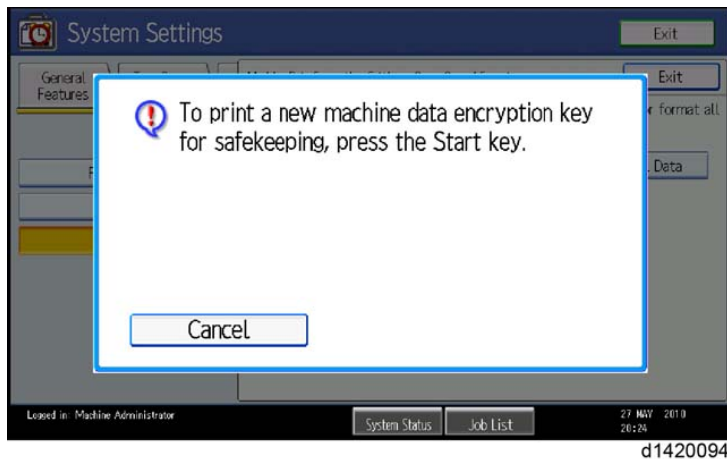 System Settings
Exit
General
Features
Exit
r format all
Data
To print a new machine data encryption key
for safekeeping, press the Start key.
Cancel
Logged in: Machine Administrator
System Status
Job List
27 MAY 2010
20:24
d1420094